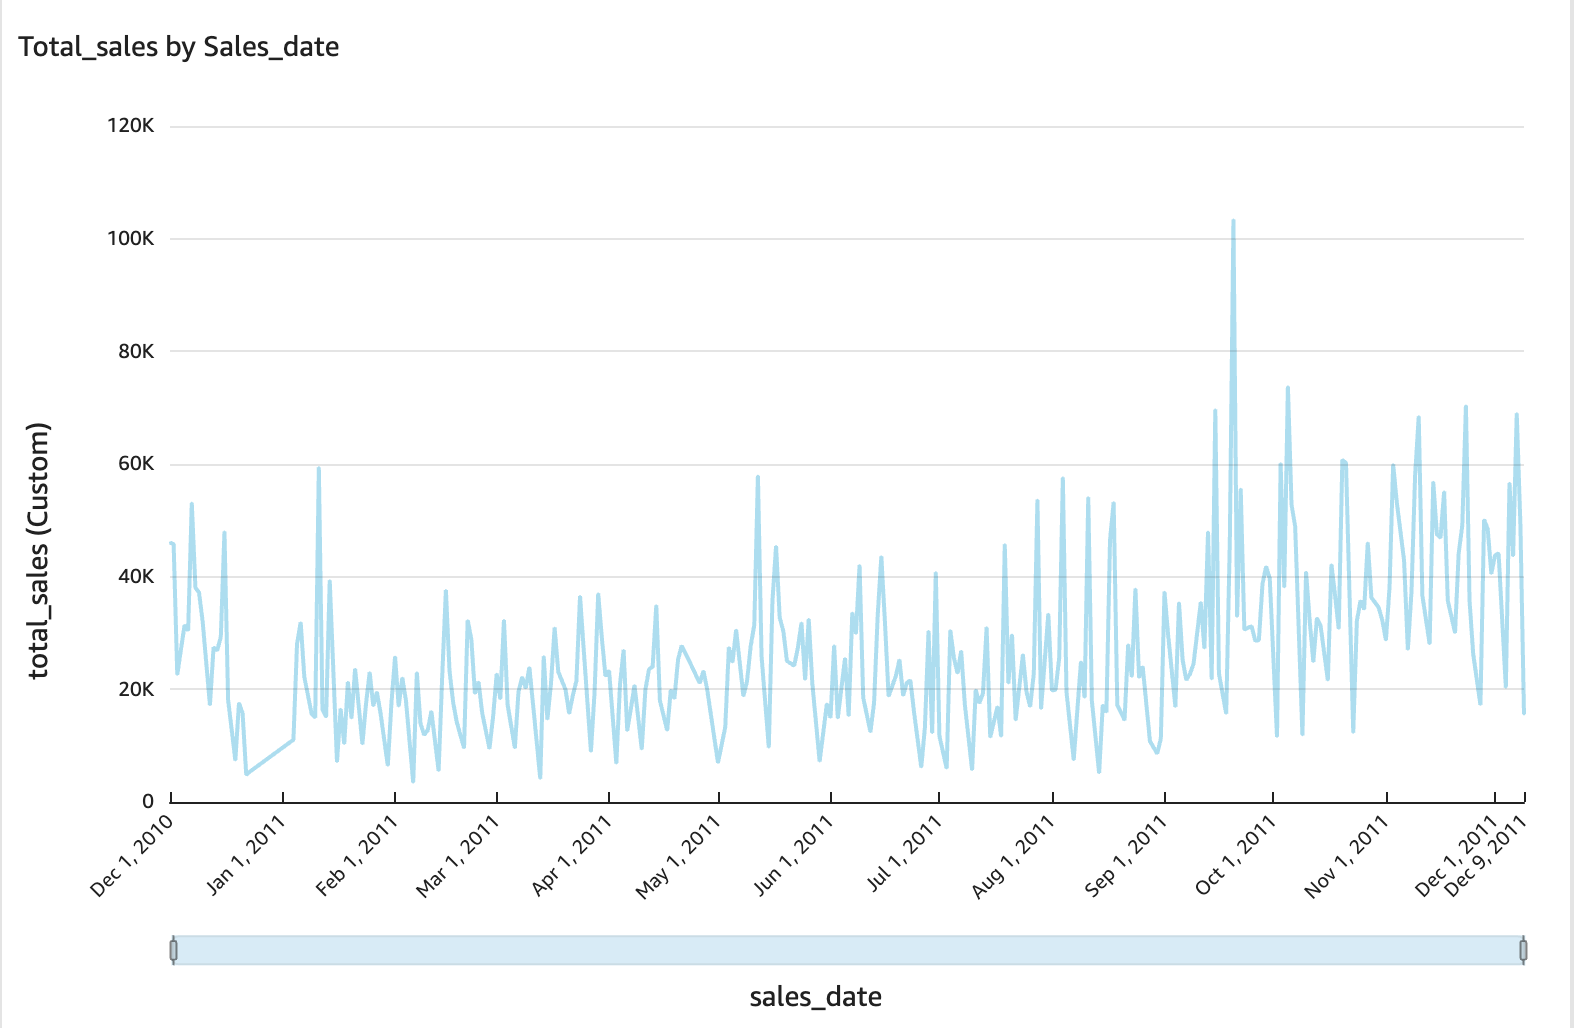 Total_sales by Sales_date
120K
100K
80K
60K
40K
20K
0
total_sales (Custom)
Dec 1, 2010
Jan 1, 2011
Feb 1, 2011
Mar 1, 2011
Apr 1, 2011
May 1, 2011
Jun 1, 2011
Jul 1, 2011
Aug 1, 2011
Sep 1, 2011
Oct 1, 2011
Nov 1, 2011
Dec 1, 2011
Dec 9, 2011
sales_date